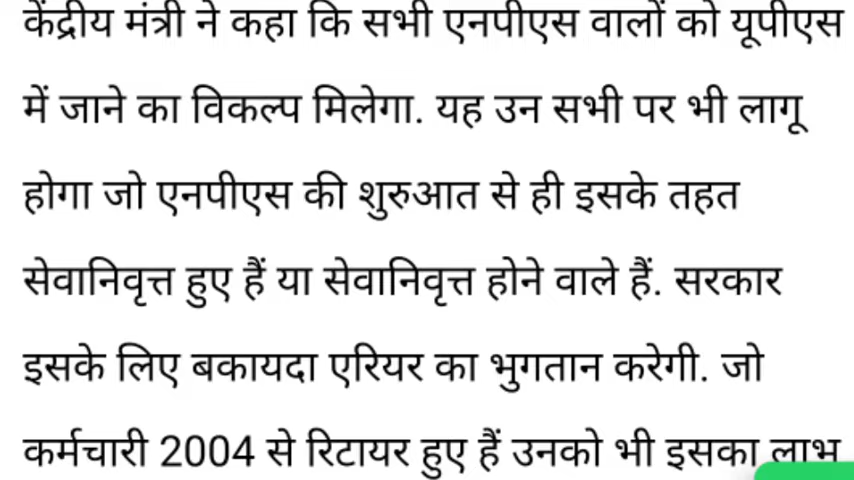 केंद्रीय मंत्री ने कहा कि सभी एनपीएस वालों को यूपीएस
में जाने का विकल्प मिलेगा. यह उन सभी पर भी लागू
होगा जो एनपीएस की शुरुआत से ही इसके तहत
सेवानिवृत्त हुए हैं या सेवानिवृत्त होने वाले हैं. सरकार
इसके लिए बकायदा एरियर का भुगतान करेगी. जो
कर्मचारी 2004 से रिटायर हुए हैं उनको भी इसका लाभ